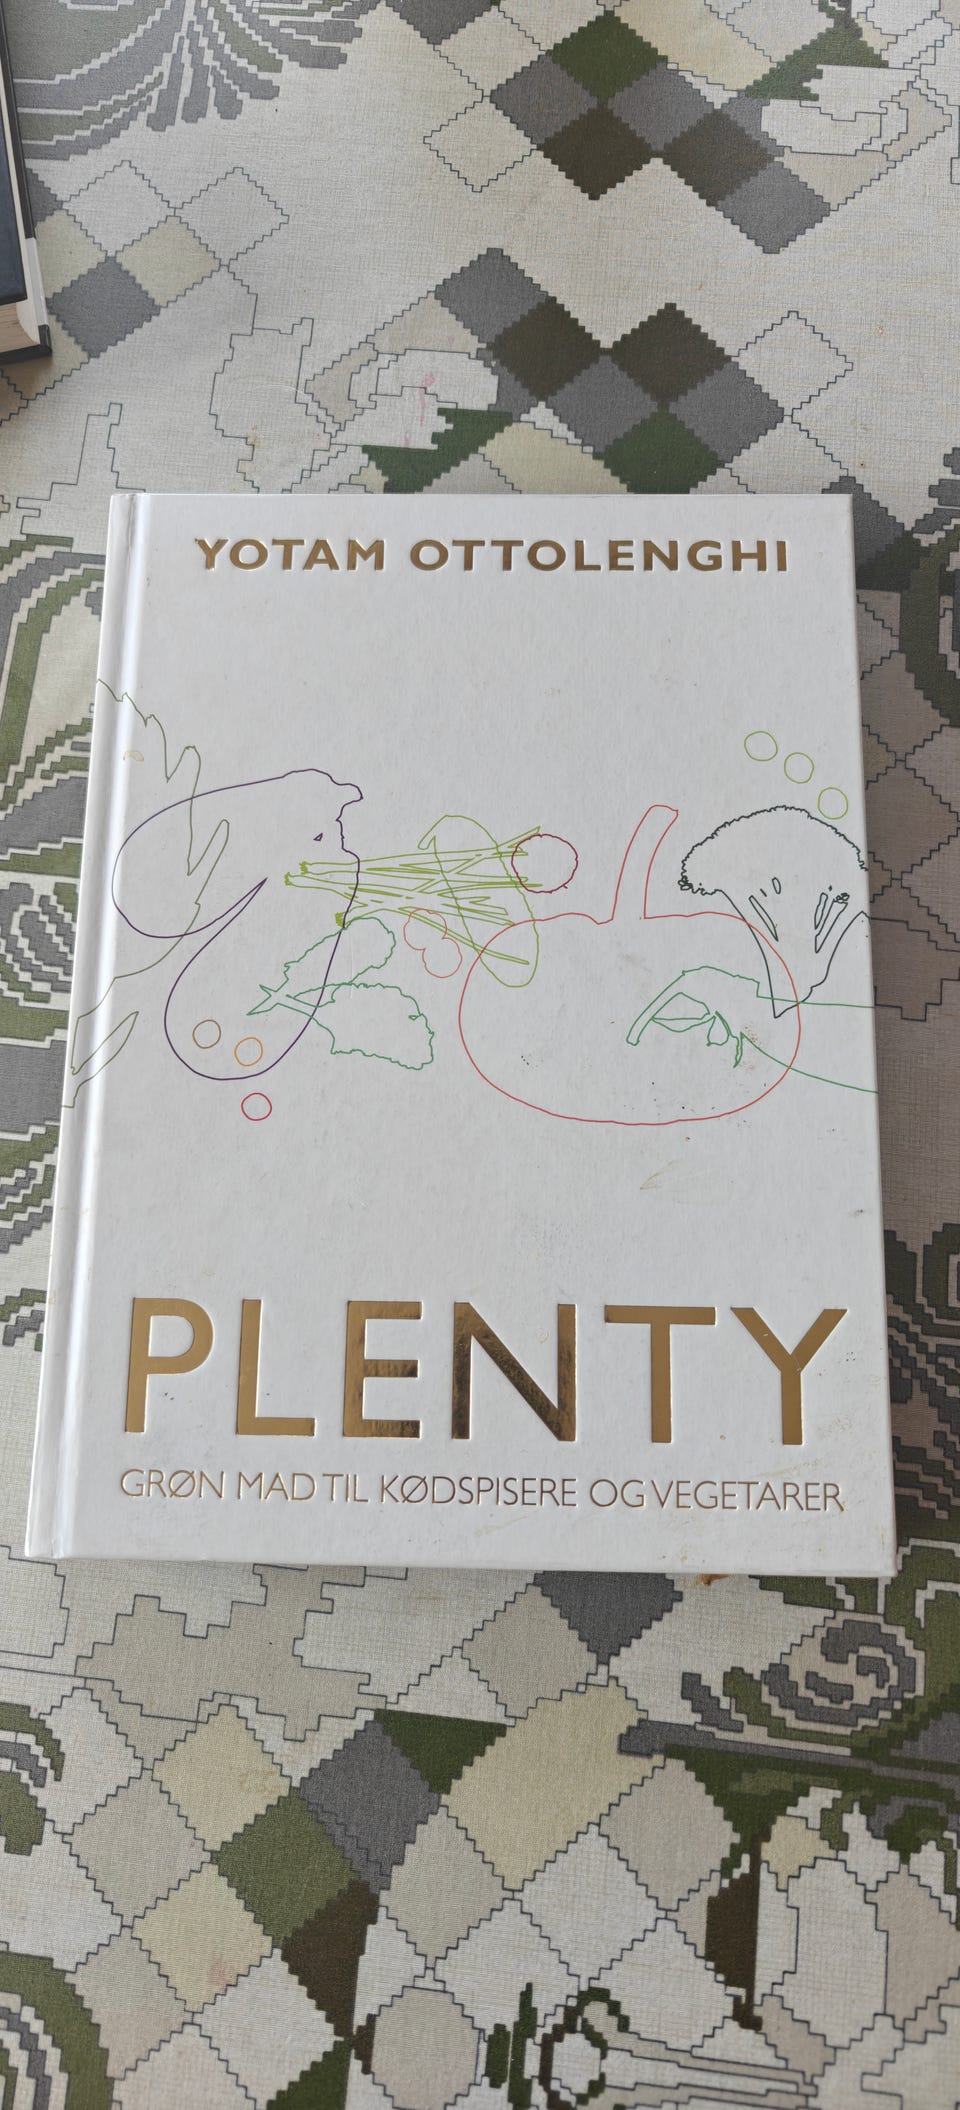 YOTAM OTTOLENGHI
PLENTY
GRØN MAD TIL KØDSPISERE OG VEGETARER